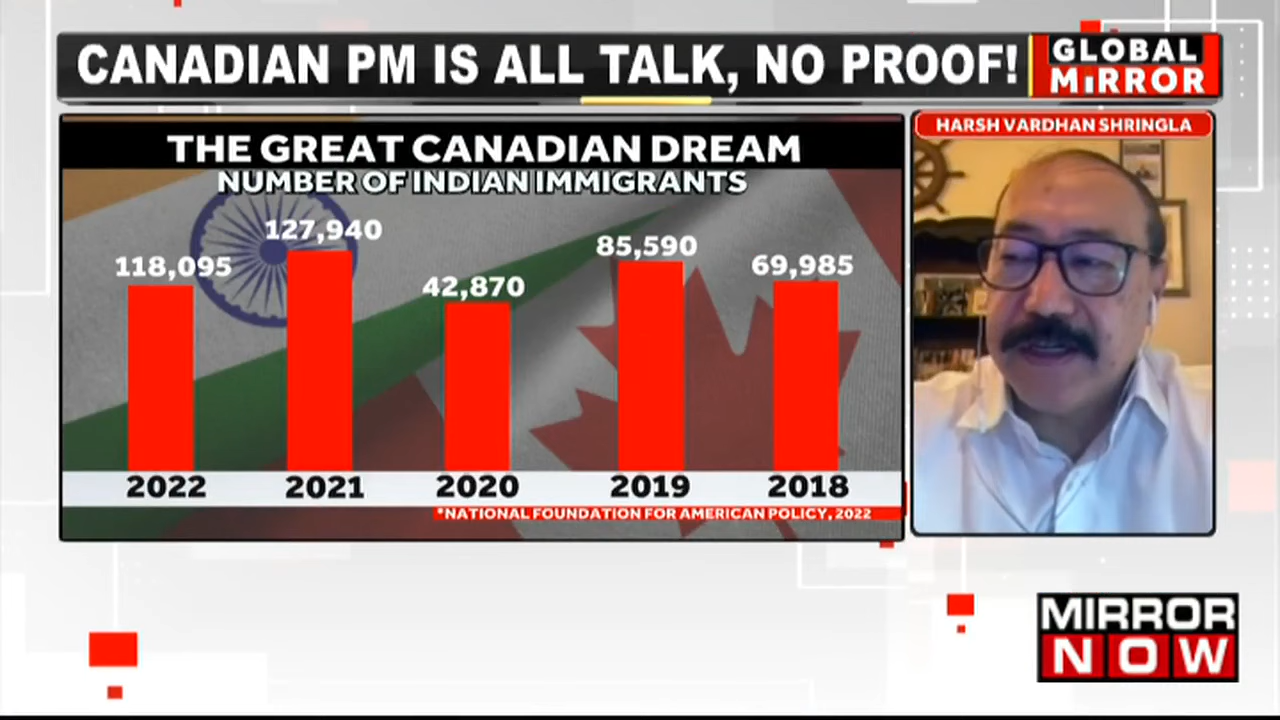 CANADIAN PM IS ALL TALK, NO PROOF!
GLOBAL
MiRROR
THE GREAT CANADIAN DREAM
NUMBER OF INDIAN IMMIGRANTS
118,095
127,940
42,870
85,590
69,985
2022
2021
2020
2019
2018
*NATIONAL FOUNDATION FOR AMERICAN POLICY, 2022
HARSH VARDHAN SHRINGLA
MIRROR
NOW